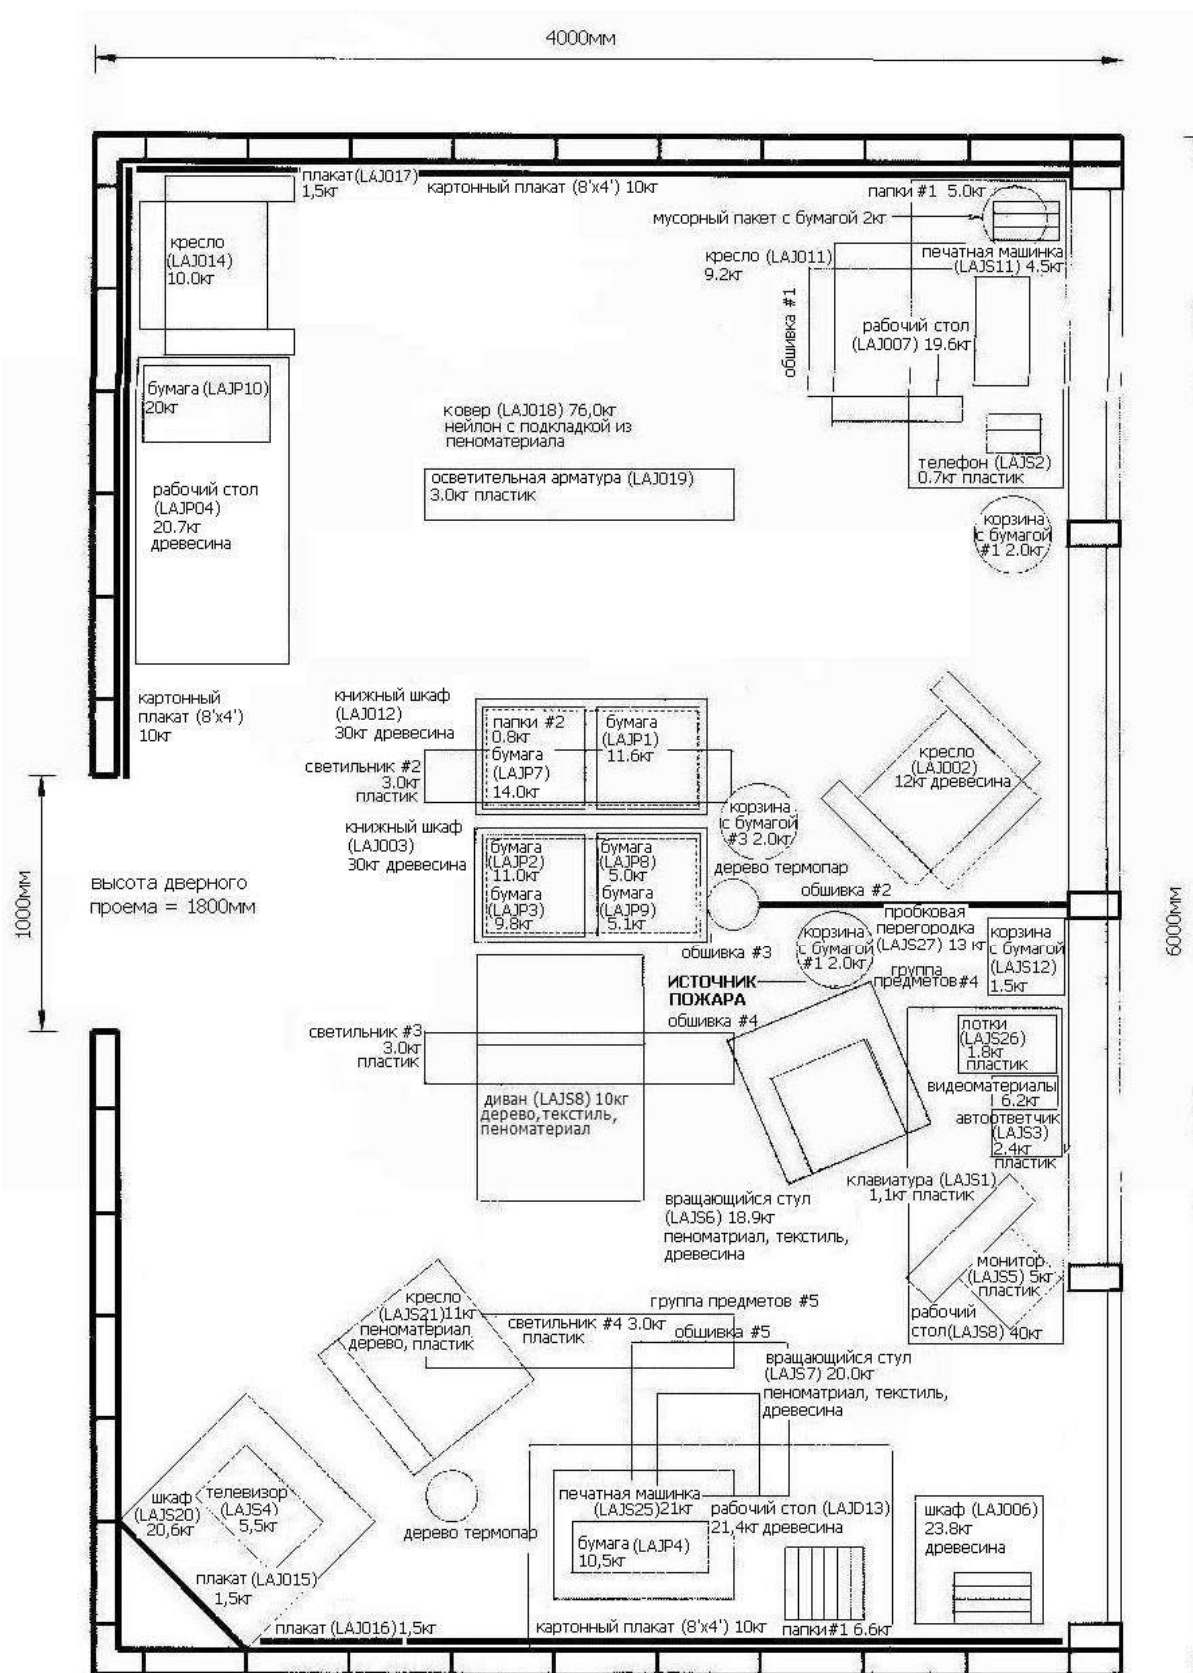 4000мм
плакат(LAJ017)
1,5кг
картонный плакат (8'x4') 10кг
папки #1 5.0кг
мусорный пакет с бумагой 2кг
кресло
(LAJ014)
10.0кг
кресло (LAJ011)
9.2кг
печатная машинка
(LAJS11) 4.5кг
обшивка #1
рабочий стол
(LAJ007) 19.6кг
бумага (LAJP10)
20кг
ковер (LAJ018) 76,0кг
нейлон с подкладкой из
пеноматериала
осветительная арматура (LAJ019)
3.0кг пластик
телефон (LAJS2)
0.7кг пластик
рабочий стол
(LAJP04)
20.7кг
древесина
корзина
с бумагой
#1 2.0кг
картонный
плакат (8'x4')
10кг
книжный шкаф
(LAJ012)
30кг древесина
папки #2
0.8кг
бумага
(LAJP7)
14.0кг
бумага
(LAJP1)
11.6кг
светильник #2
3.0кг
пластик
кресло
(LAJ002)
12кг древесина
корзина
с бумагой
#3 2.0кг
книжный шкаф
(LAJ003)
30кг древесина
бумага
(LAJP2)
11.0кг
бумага
(LAJP3)
9.8кг
бумага
(LAJP8)
5.0кг
бумага
(LAJP9)
5.1кг
дерево термопар
обшивка #2
1000мм
высота дверного
проема = 1800мм
6000мм
пробковая
перегородка
(LAJS27) 13 кг
корзина
с бумагой
#1 2.0кг
корзина
с бумагой
(LAJS12)
1.5кг
обшивка #3
группа
предметов#4
ИСТОЧНИК
ПОЖАРА
обшивка #4
светильник #3
3.0кг
пластик
лотки
(LAJS26)
1.8кг
пластик
видеоматериалы
6.2кг
автоответчик
(LAJS3)
2.4кг
пластик
диван (LAJS8) 10кг
дерево,текстиль,
пеноматериал
клавиатура (LAJS1)
1,1кг пластик
вращающийся стул
(LAJS6) 18.9кг
пеноматриал, текстиль,
древесина
монитор
(LAJS5) 5кг
пластик
рабочий
стол(LAJS8) 40кг
кресло
(LAJS21)11кг
пеноматериал
дерево, пластик
группа предметов #5
светильник #4 3.0кг
пластик
обшивка #5
вращающийся стул
(LAJS7) 20.0кг
пеноматриал, текстиль,
древесина
шкаф
(LAJS20)
20,6кг
телевизор
(LAJS4)
5,5кг
дерево термопар
печатная машинка
(LAJS25)21кг
рабочий стол (LAJD13)
21,4кг древесина
бумага (LAJP4)
10,5кг
шкаф (LAJ006)
23.8кг
древесина
плакат (LAJ015)
1,5кг
плакат (LAJ016)1,5кг
картонный плакат (8'x4') 10кг
папки#1 6.6кг